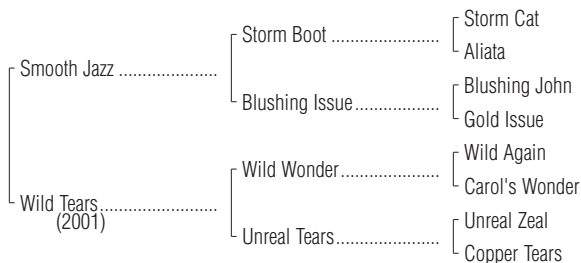 Storm Cat
Storm Boot ........................
Aliata
Smooth Jazz .....................
Blushing John
Blushing Issue ...................
Gold Issue
Wild Again
Wild Wonder ......................
Carol's Wonder
Wild Tears .........................
(2001)
Unreal Zeal
Unreal Tears .......................
Copper Tears